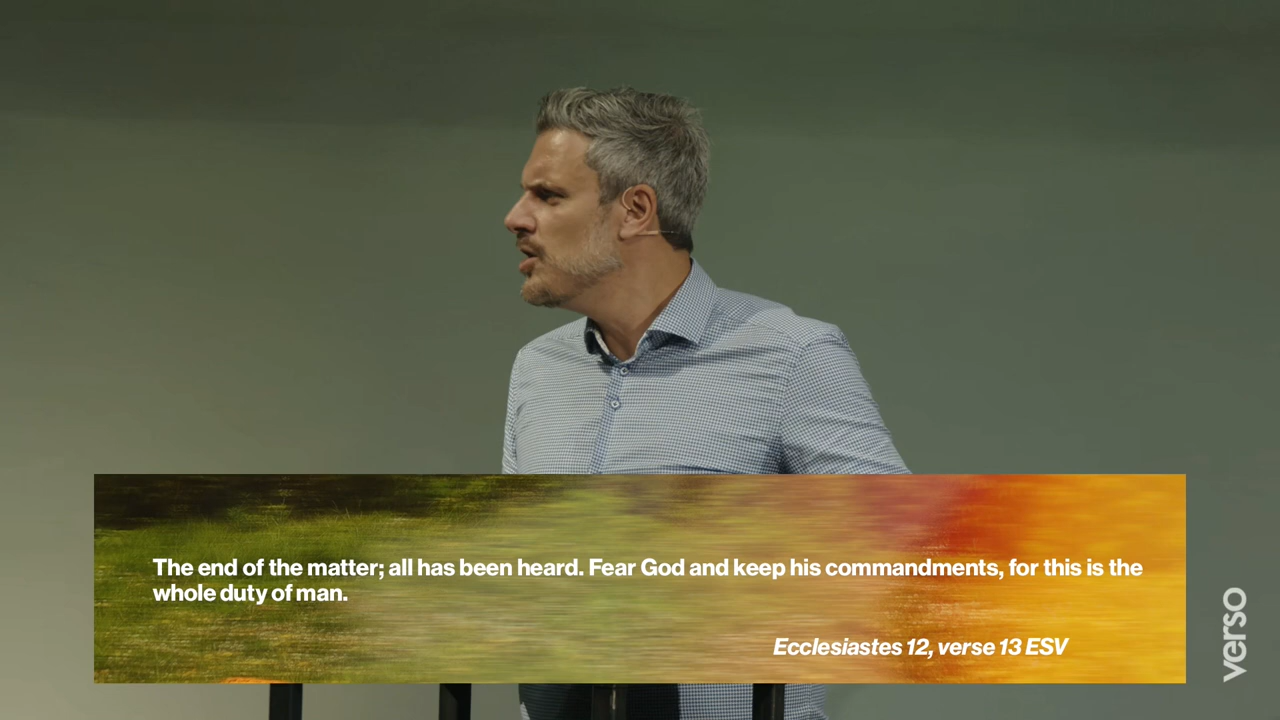 The end of the matter; all has been heard. Fear God and keep his commandments, for this is the
whole duty of man.
Ecclesiastes 12, verse 13 ESV
verso